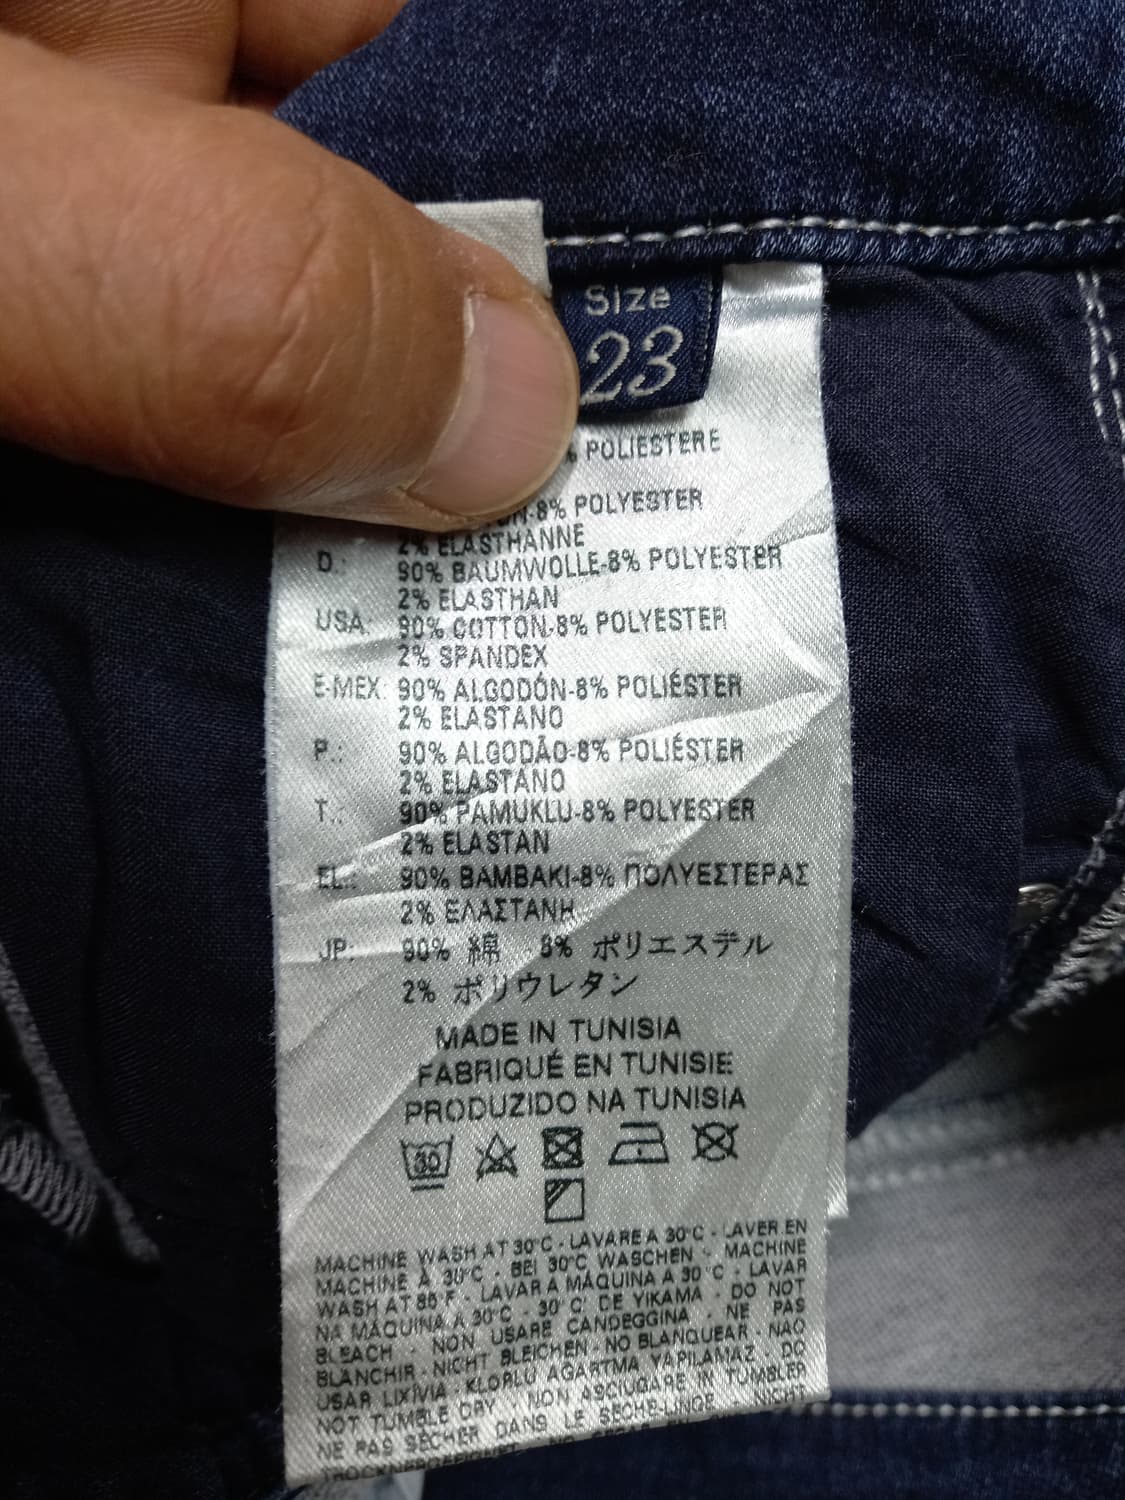 Size
23
% POLIESTERE
-8% POLYESTER
2% ELASTHANNE
D.: 90% BAUMWOLLE-8% POLYESTER
2% ELASTHAN
USA: 90% COTTON-8% POLYESTER
2% SPANDEX
E-MEX: 90% ALGODÓN-8% POLIÉSTER
2% ELASTANO
P.: 90% ALGODÃO-8% POLIÉSTER
2% ELASTANO
T.: 90% PAMUKLU-8% POLYESTER
2% ELASTAN
EL.: 90% ΒΑΜΒΑΚΙ-8% ΠΟΛΥΕΣΤΕΡΑΣ
2% ΕΛΑΣΤΑΝΗ
JP: 90% 綿 8% ポリエステル
2% ポリウレタン
MADE IN TUNISIA
FABRIQUÉ EN TUNISIE
PRODUZIDO NA TUNISIA
30
MACHINE WASH AT 30°C - LAVARE A 30°C - LAVER EN
MACHINE À 30°C - BEI 30°C WASCHEN - MACHINE
WASH AT 85°F - LAVAR A MÁQUINA A 30°C - LAVAR
NA MÁQUINA A 30°C - 30°C' DE YIKAMA - DO NOT
BLEACH - NON USARE CANDEGGINA - NE PAS
BLANCHIR - NICHT BLEICHEN - NO BLANQUEAR - NÃO
USAR LIXÍVIA - KLORLU AGARTMA YAPILAMAZ - DO
NOT TUMBLE DRY - NON ASCIUGARE IN TUMBLER
NE PAS SÉCHER DANS LE SÈCHE-LINGE - NICHT